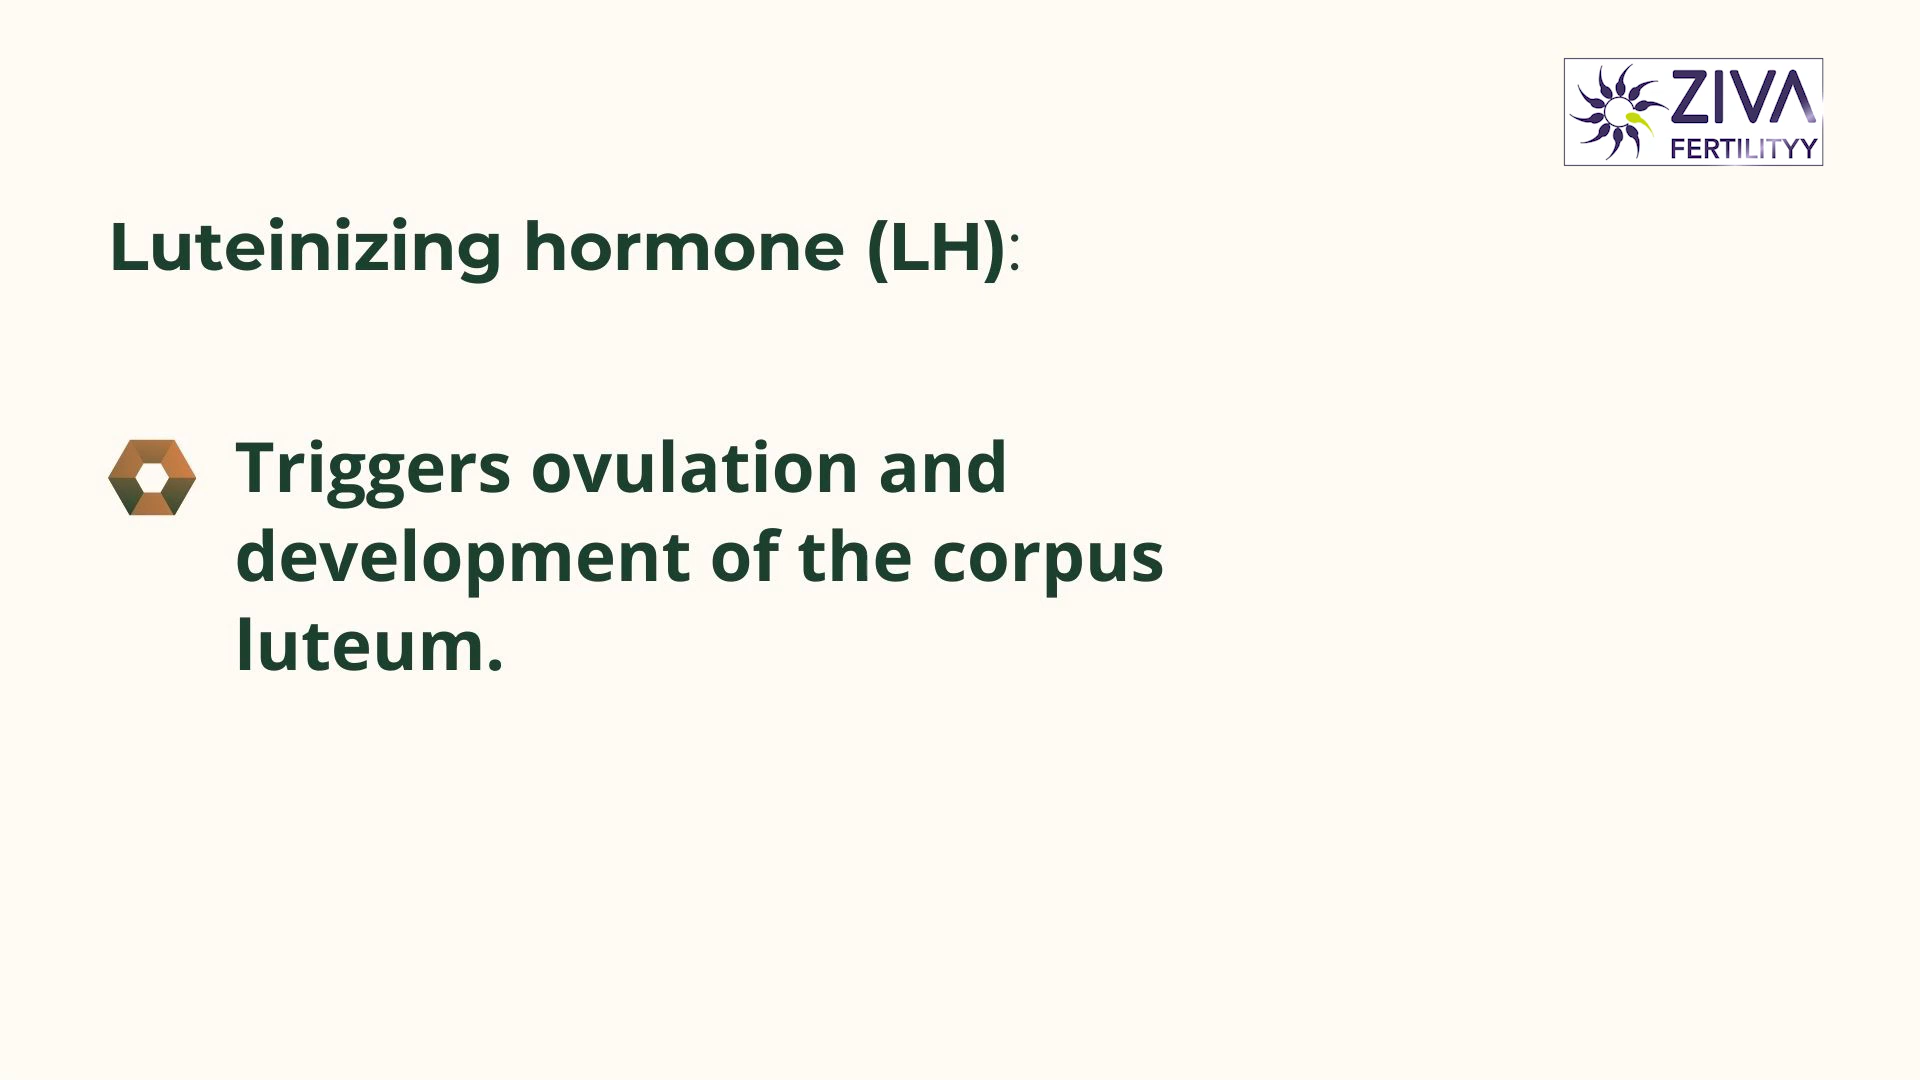 ZIVA
FERTILITYY
Luteinizing hormone (LH):
Triggers ovulation and
development of the corpus
luteum.